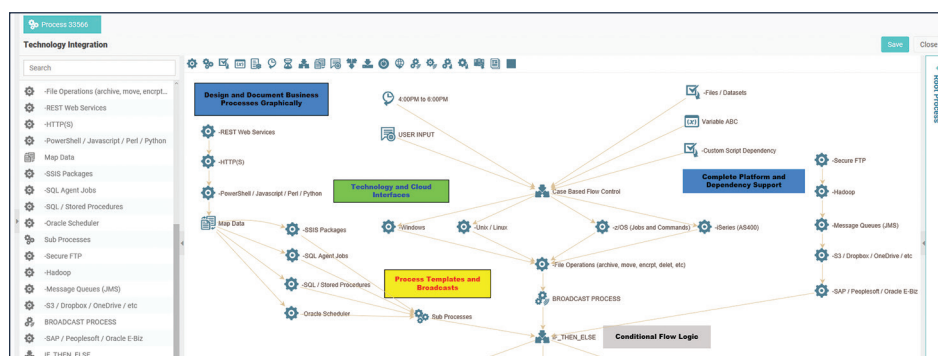 Process 33566
Technology Integration
Save
Close
Search
-File Operations (archive, move, encrypt...
-REST Web Services
-HTTP(S)
-PowerShell / Javascript / Perl / Python
Map Data
-SSIS Packages
-SQL Agent Jobs
-SQL / Stored Procedures
-Oracle Scheduler
Sub Processes
-Secure FTP
-Hadoop
-Message Queues (JMS)
-S3 / Dropbox / OneDrive / etc
BROADCAST PROCESS
-SAP / Peoplesoft / Oracle E-Biz
IF_THEN_ELSE
Root Process
Design and Document Business
Processes Graphically
4:00PM to 6:00PM
-Files / Datasets
Variable ABC
-REST Web Services
USER INPUT
-Custom Script Dependency
-HTTP(S)
-Secure FTP
Technology and Cloud
Interfaces
Complete Platform and
Dependency Support
-PowerShell / Javascript / Perl / Python
Case Based Flow Control
-Hadoop
Map Data
-SSIS Packages
-Windows
-Unix / Linux
-z/OS (Jobs and Commands)
-iSeries (AS400)
-Message Queues (JMS)
-SQL Agent Jobs
-File Operations (archive, move, encrpt, delet, etc)
-S3 / Dropbox / OneDrive / etc
Process Templates and
Broadcasts
-SQL / Stored Procedures
-SAP / Peoplesoft / Oracle E-Biz
BROADCAST PROCESS
-Oracle Scheduler
Sub Processes
IF_THEN_ELSE
Conditional Flow Logic